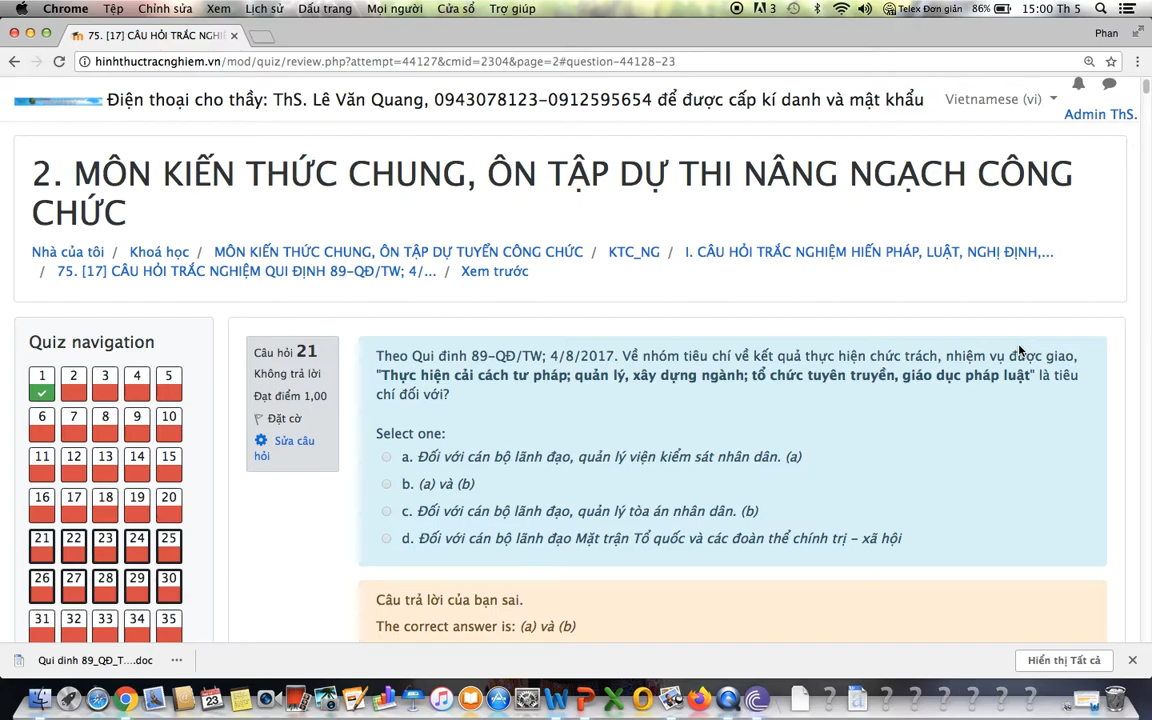 Chrome Tệp Chỉnh sửa Xem Lịch sử Dấu trang Mọi người Cửa sổ Trợ giúp 3 Telex Đơn giản 86% 15:00 Th 5
75. [17] CÂU HỎI TRẮC NGHIỆ Phan
hinhthuctracnghiem.vn/mod/quiz/review.php?attempt=44127&cmid=2304&page=2#question-44128-23
Điện thoại cho thầy: ThS. Lê Văn Quang, 0943078123-0912595654 để được cấp kí danh và mật khẩu Vietnamese (vi)
Admin ThS.
2. MÔN KIẾN THỨC CHUNG, ÔN TẬP DỰ THI NÂNG NGẠCH CÔNG
CHỨC
Nhà của tôi / Khoá học / MÔN KIẾN THỨC CHUNG, ÔN TẬP DỰ TUYỂN CÔNG CHỨC / KTC_NG / I. CÂU HỎI TRẮC NGHIỆM HIẾN PHÁP, LUẬT, NGHỊ ĐỊNH,...
/ 75. [17] CÂU HỎI TRẮC NGHIỆM QUI ĐỊNH 89-QĐ/TW; 4/... / Xem trước
Quiz navigation
1 2 3 4 5
6 7 8 9 10
11 12 13 14 15
16 17 18 19 20
21 22 23 24 25
26 27 28 29 30
31 32 33 34 35
Câu hỏi 21
Không trả lời
Đạt điểm 1,00
Đặt cờ
Sửa câu
hỏi
Theo Qui đinh 89-QĐ/TW; 4/8/2017. Về nhóm tiêu chí về kết quả thực hiện chức trách, nhiệm vụ được giao,
"Thực hiện cải cách tư pháp; quản lý, xây dựng ngành; tổ chức tuyên truyền, giáo dục pháp luật" là tiêu
chí đối với?
Select one:
a. Đối với cán bộ lãnh đạo, quản lý viện kiểm sát nhân dân. (a)
b. (a) và (b)
c. Đối với cán bộ lãnh đạo, quản lý tòa án nhân dân. (b)
d. Đối với cán bộ lãnh đạo Mặt trận Tổ quốc và các đoàn thể chính trị – xã hội
Câu trả lời của bạn sai.
The correct answer is: (a) và (b)
Qui dinh 89_QĐ_T....doc Hiển thị Tất cả